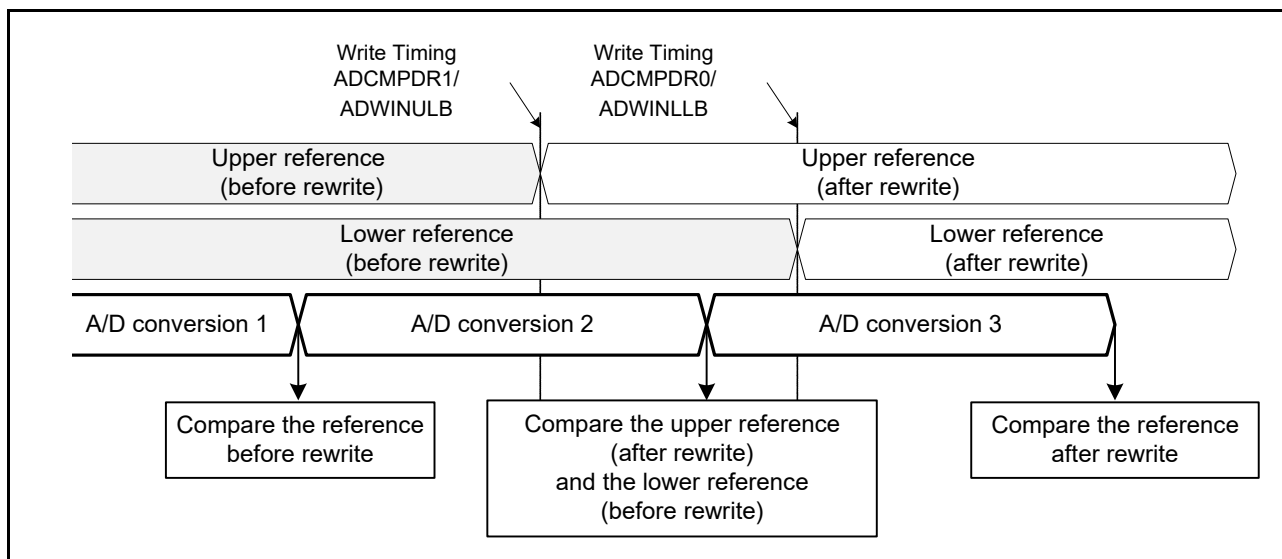 Write Timing
ADCMPDR1/
ADWINULB
Write Timing
ADCMPDR0/
ADWINLLB
Upper reference
(before rewrite)
Upper reference
(after rewrite)
Lower reference
(before rewrite)
Lower reference
(after rewrite)
A/D conversion 1
A/D conversion 2
A/D conversion 3
Compare the reference
before rewrite
Compare the upper reference
(after rewrite)
and the lower reference
(before rewrite)
Compare the reference
after rewrite